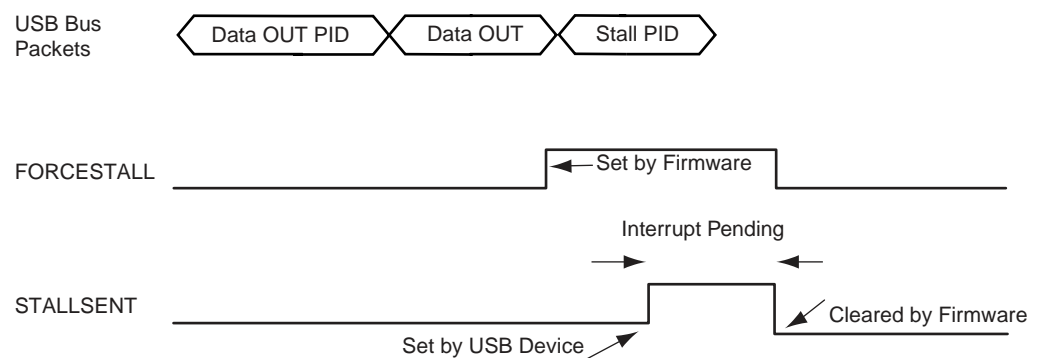 USB Bus
Packets
Data OUT PID
Data OUT
Stall PID
FORCESTALL
Set by Firmware
Interrupt Pending
STALLSENT
Cleared by Firmware
Set by USB Device